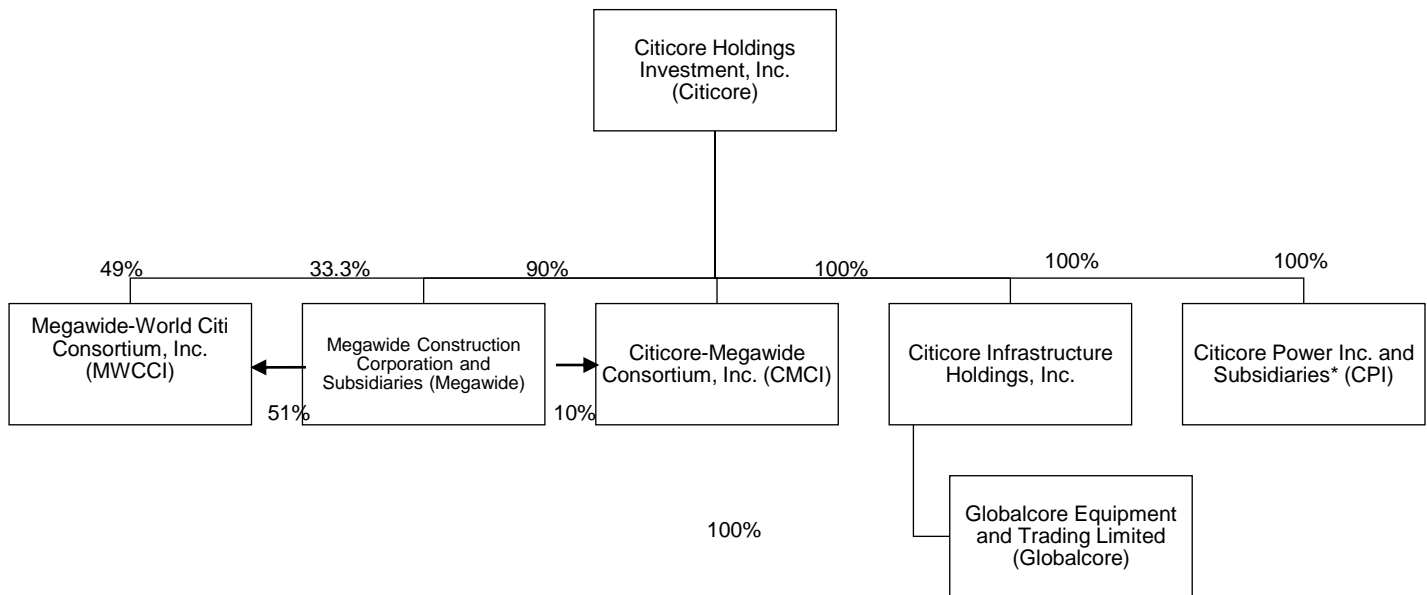 Citicore Holdings
Investment, Inc.
(Citicore)
49%
33.3%
90%
100%
100%
100%
Megawide-World Citi
Consortium, Inc.
(MWCCI)
Megawide Construction
Corporation and
Subsidiaries (Megawide)
Citicore-Megawide
Consortium, Inc. (CMCI)
Citicore Infrastructure
Holdings, Inc.
Citicore Power Inc. and
Subsidiaries* (CPI)
51%
10%
100%
Globalcore Equipment
and Trading Limited
(Globalcore)